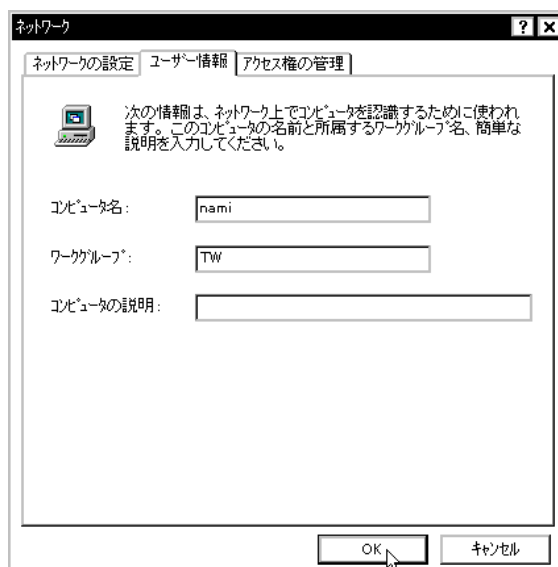 ﾈｯﾄﾜｰｸ
ﾈｯﾄﾜｰｸの設定 ﾕｰｻﾞｰ情報 ｱｸｾｽ権の管理
次の情報は、ﾈｯﾄﾜｰｸ上でｺﾝﾋﾟｭｰﾀを認識するために使われ
ます。このｺﾝﾋﾟｭｰﾀの名前と所属するﾜｰｸｸﾞﾙｰﾌﾟ名、簡単な
説明を入力してください。
ｺﾝﾋﾟｭｰﾀ名: nami
ﾜｰｸｸﾞﾙｰﾌﾟ: TW
ｺﾝﾋﾟｭｰﾀの説明:
OK ｷｬﾝｾﾙ